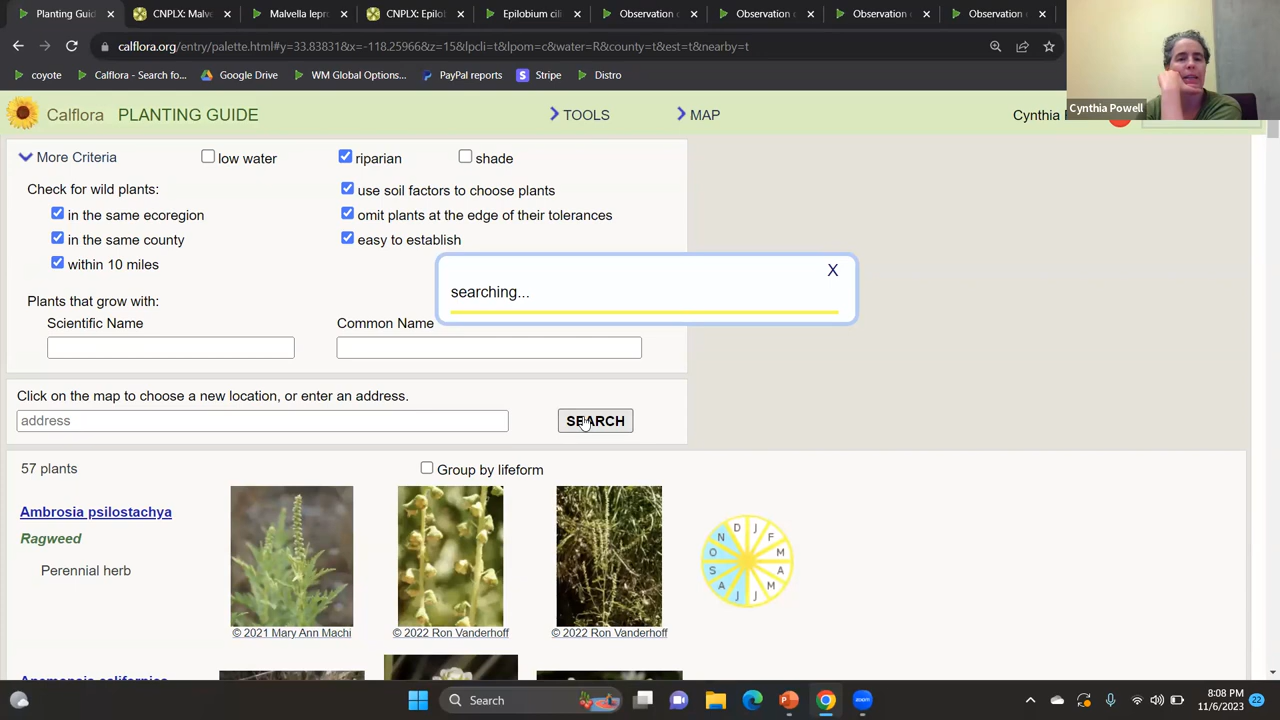 Planting Guid
CNPLX: Malv
Malvella lepr
CNPLX: Epilob
Epilobium cili
Observation
Observation
Observation
Observation
calflora.org/entry/palette.html#y=33.83831&x=-118.25966&z=15&lpcli=t&lpom=c&water=R&county=t&est=t&nearby=t
coyote
Calflora - Search fo...
Google Drive
WM Global Options...
PayPal reports
Stripe
Distro
Cynthia Powell
Calflora
PLANTING GUIDE
TOOLS
MAP
Cynthia
More Criteria
low water
riparian
shade
Check for wild plants:
use soil factors to choose plants
in the same ecoregion
omit plants at the edge of their tolerances
in the same county
easy to establish
within 10 miles
X
searching...
Plants that grow with:
Scientific Name
Common Name
Click on the map to choose a new location, or enter an address.
address
SEARCH
57 plants
Group by lifeform
Ambrosia psilostachya
Ragweed
Perennial herb
D J F M A M J J A S O N
© 2021 Mary Ann Machi
© 2022 Ron Vanderhoff
© 2022 Ron Vanderhoff
Anemopsis californica
Search
8:08 PM
11/6/2023
22